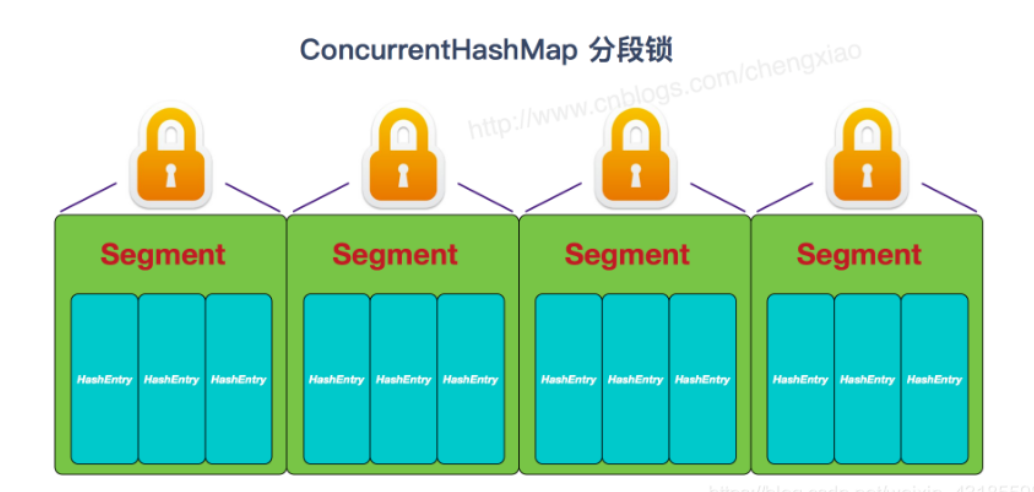 ConcurrentHashMap 分段锁
http://www.cnblogs.com/chengxiao
Segment Segment Segment Segment
HashEntry HashEntry HashEntry HashEntry HashEntry HashEntry HashEntry HashEntry HashEntry HashEntry HashEntry HashEntry